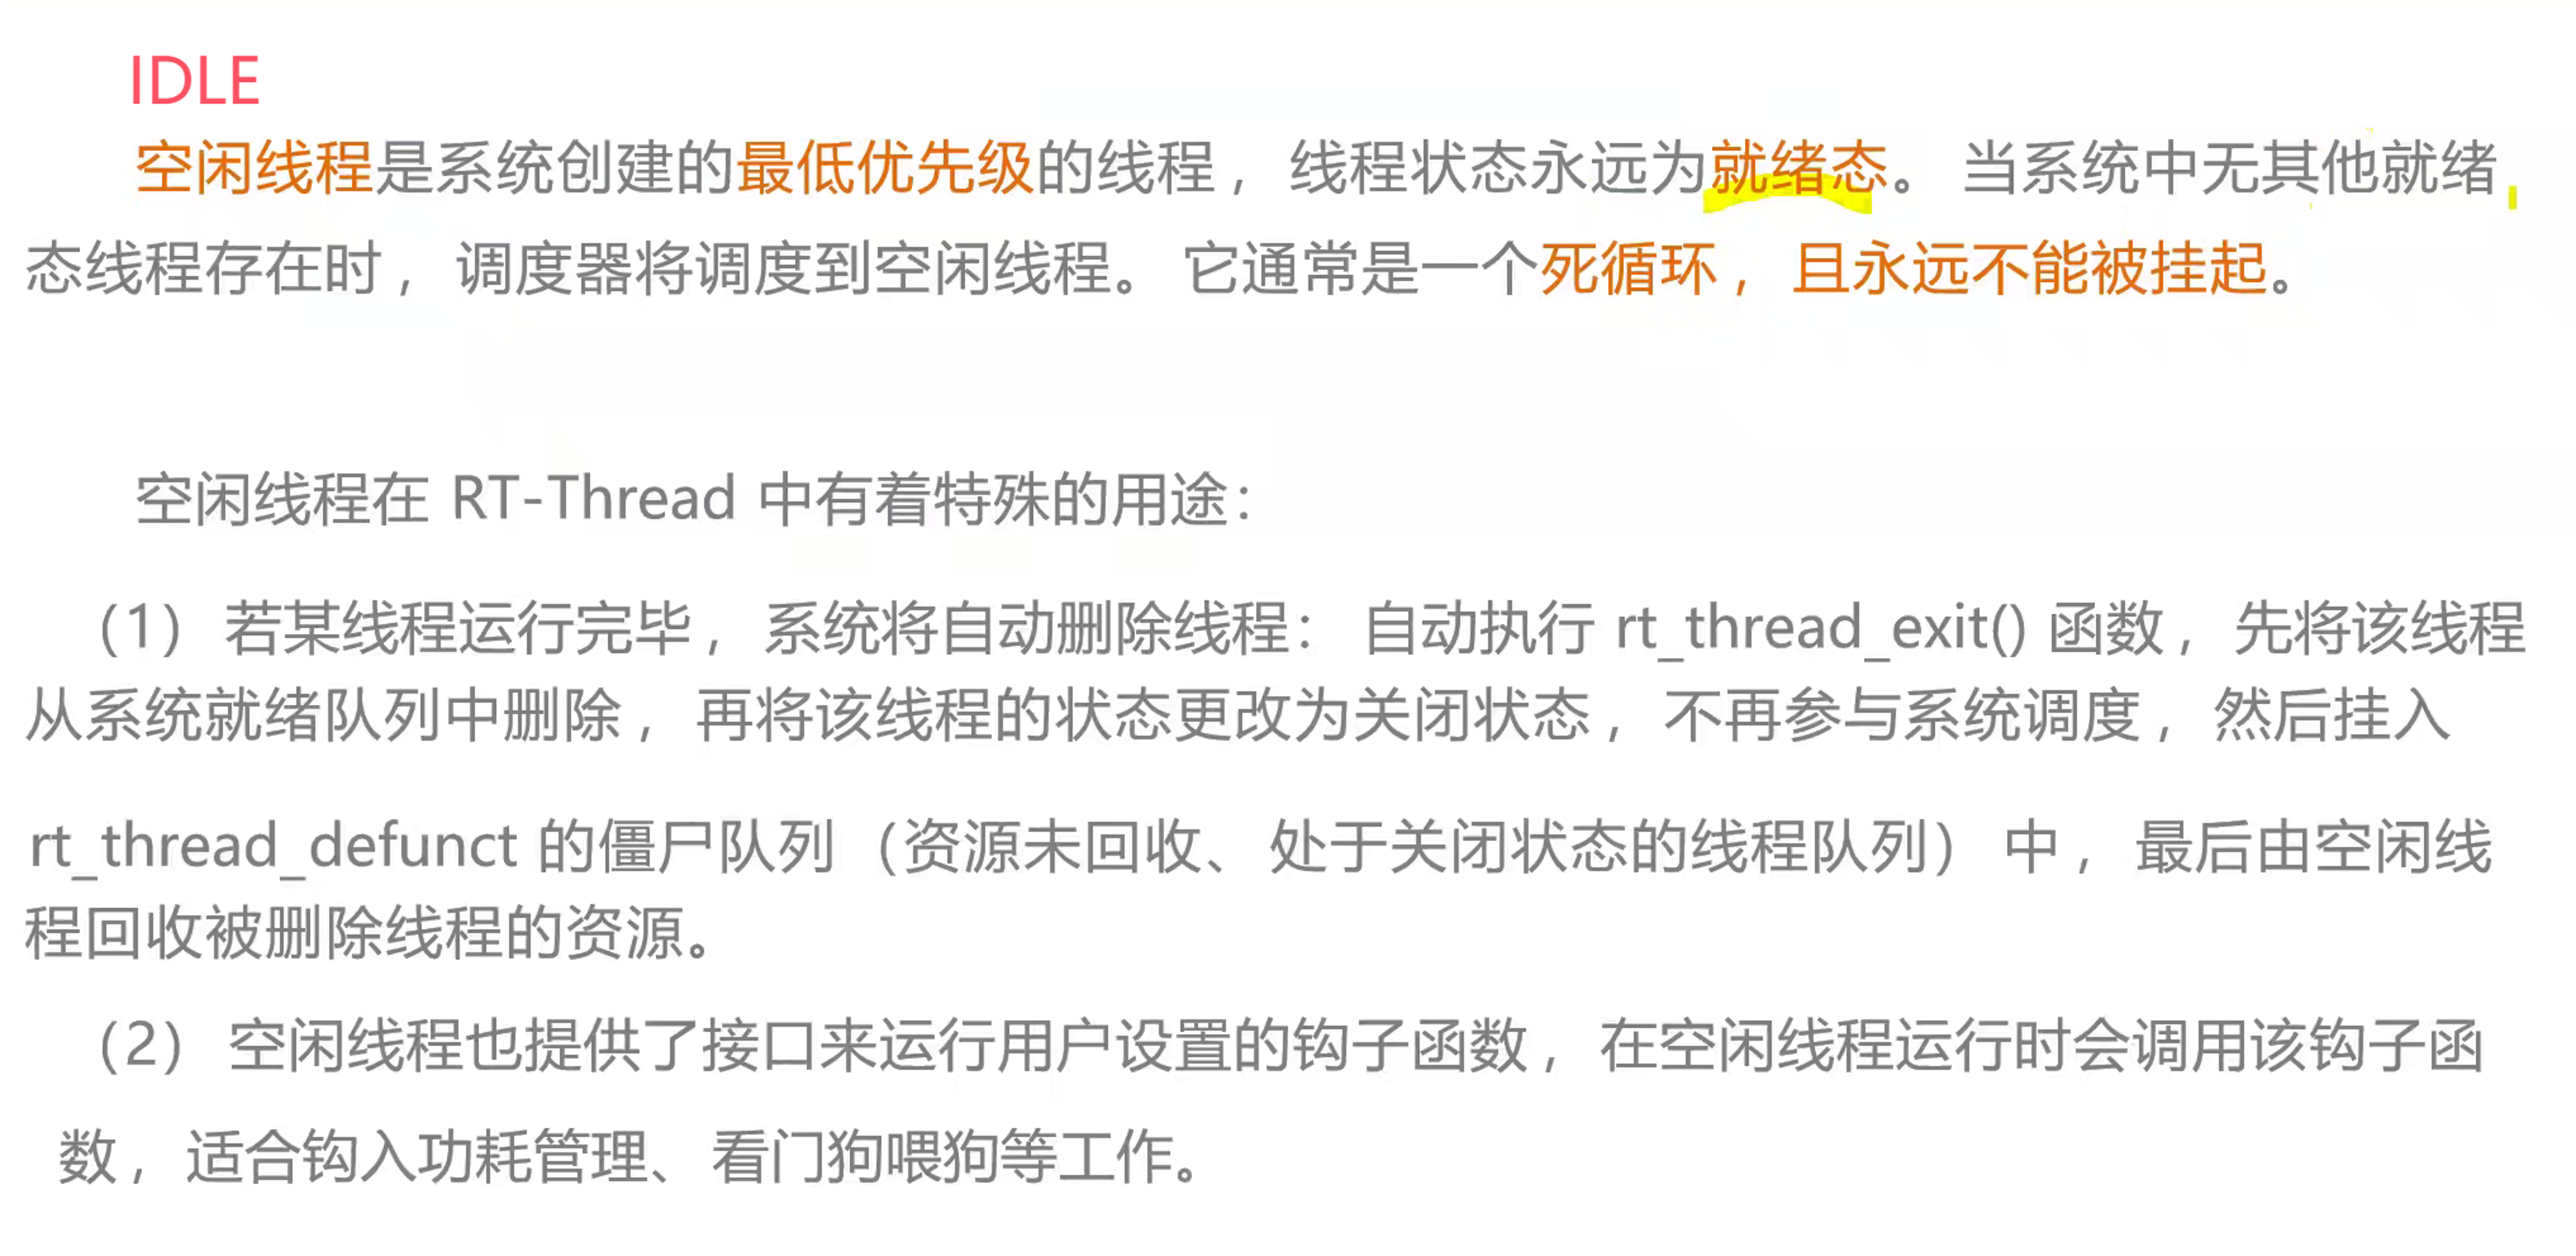 IDLE
空闲线程是系统创建的最低优先级的线程，线程状态永远为就绪态。当系统中无其他就绪
态线程存在时，调度器将调度到空闲线程。它通常是一个死循环，且永远不能被挂起。
空闲线程在 RT-Thread 中有着特殊的用途：
（1） 若某线程运行完毕，系统将自动删除线程：自动执行 rt_thread_exit() 函数，先将该线程
从系统就绪队列中删除，再将该线程的状态更改为关闭状态，不再参与系统调度，然后挂入
rt_thread_defunct 的僵尸队列（资源未回收、处于关闭状态的线程队列）中，最后由空闲线
程回收被删除线程的资源。
（2） 空闲线程也提供了接口来运行用户设置的钩子函数，在空闲线程运行时会调用该钩子函
数，适合钩入功耗管理、看门狗喂狗等工作。